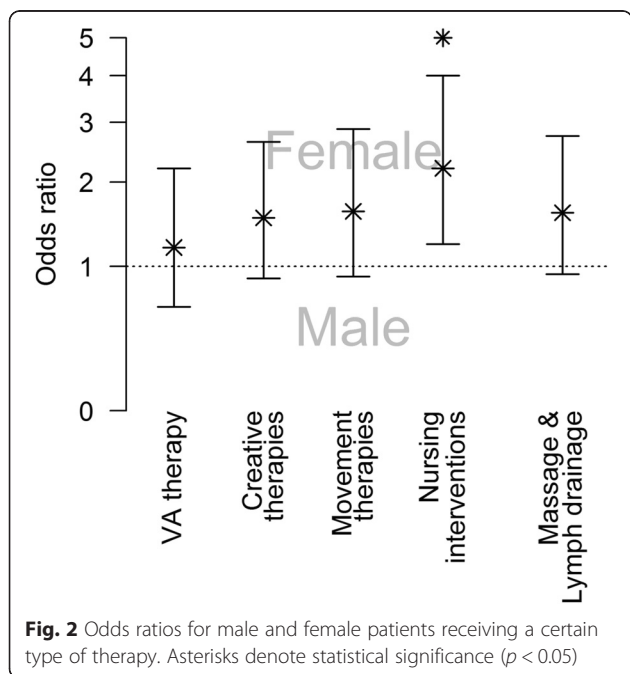 5
4
3
2
1
0
Odds ratio
Female
Male
VA therapy
Creative
therapies
Movement
therapies
Nursing
interventions
Massage &
Lymph drainage
Fig. 2 Odds ratios for male and female patients receiving a certain
type of therapy. Asterisks denote statistical significance (p < 0.05)